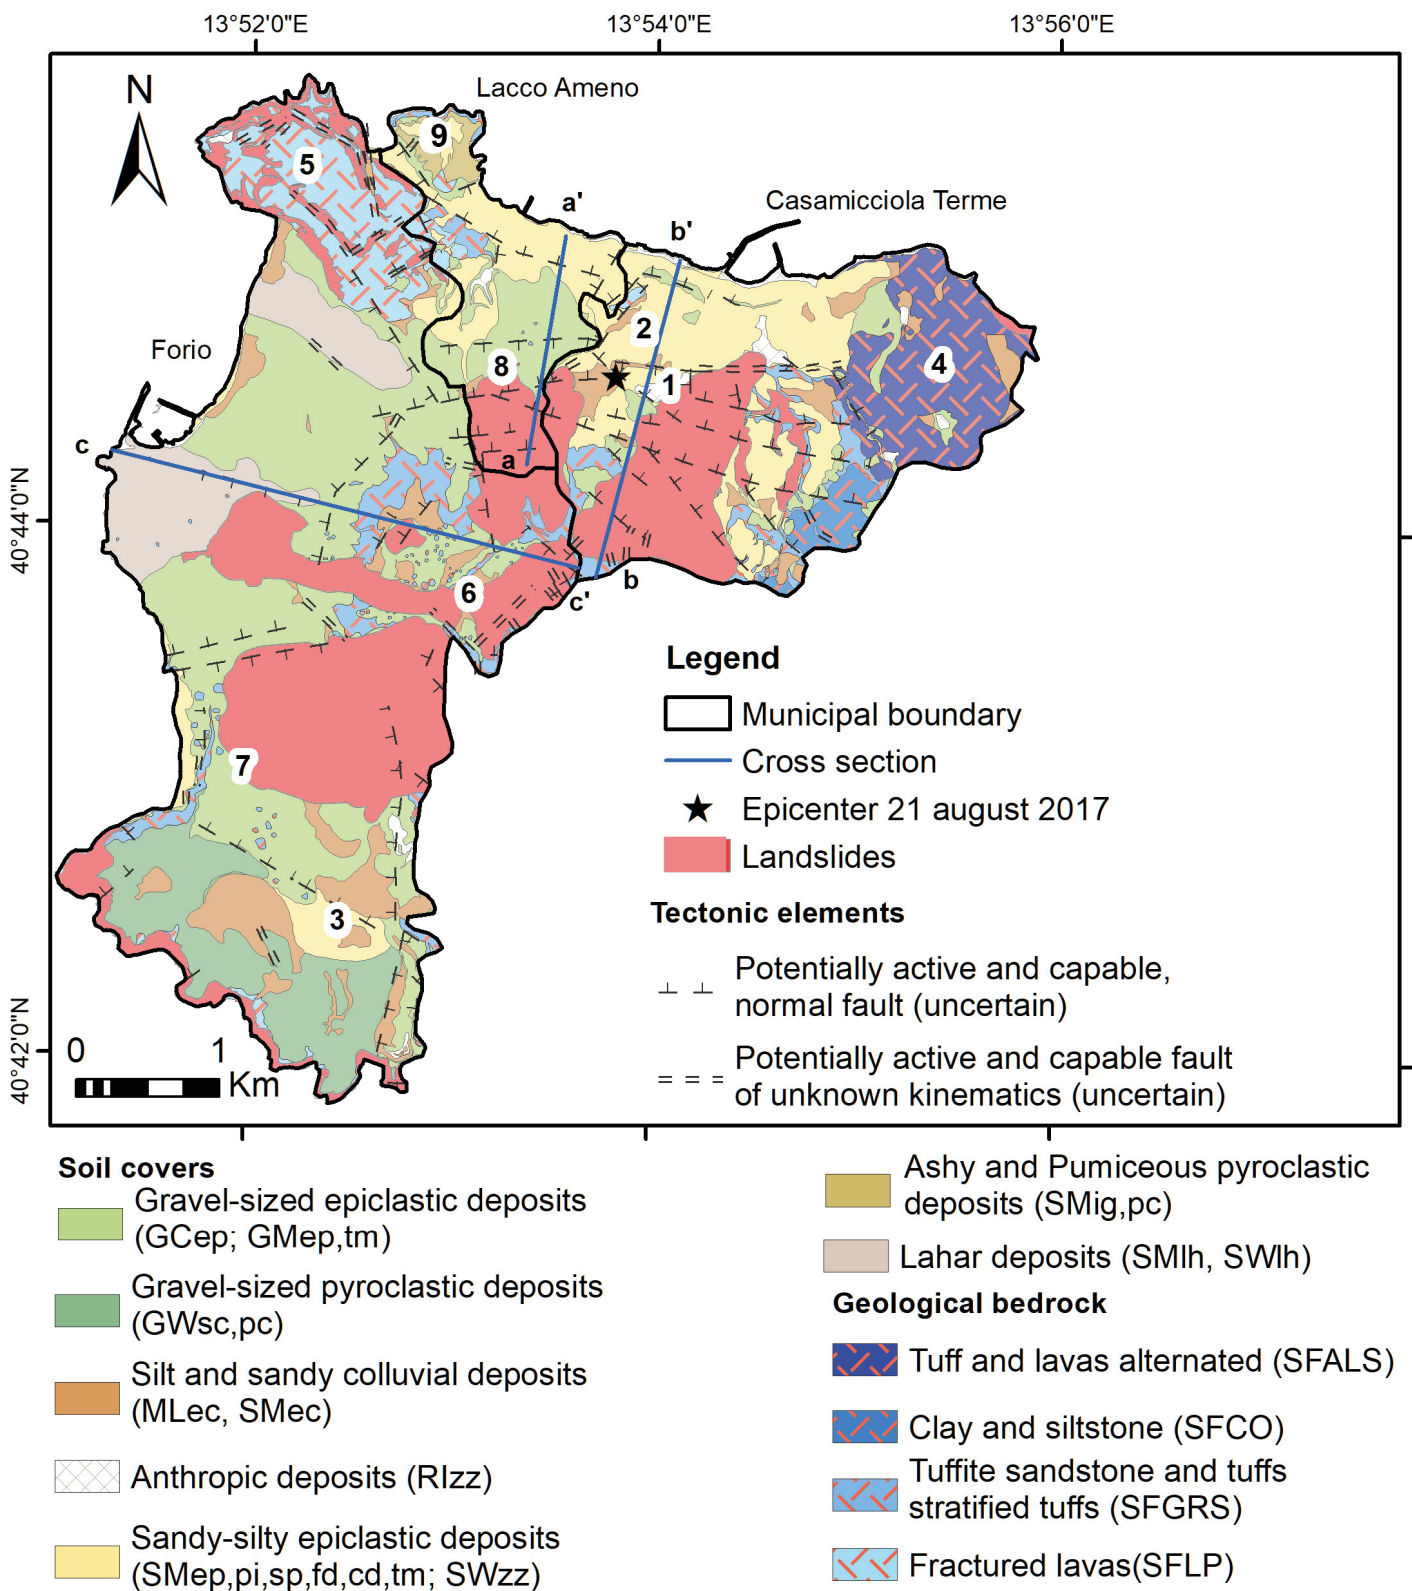 13°52'0"E
13°54'0"E
13°56'0"E
N
Lacco Ameno
9
5
Casamicciola Terme
a'
b'
2
Forio
8
1
4
c
a
40°44'0"N
b
6
c'
Legend
Municipal boundary
Cross section
7
Epicenter 21 august 2017
Landslides
3
Tectonic elements
Potentially active and capable,
normal fault (uncertain)
40°42'0"N
0 1
Km
Potentially active and capable fault
of unknown kinematics (uncertain)
Soil covers
Gravel-sized epiclastic deposits
(GCep; GMep,tm)
Gravel-sized pyroclastic deposits
(GWsc,pc)
Silt and sandy colluvial deposits
(MLec, SMec)
Anthropic deposits (RIzz)
Sandy-silty epiclastic deposits
(SMep,pi,sp,fd,cd,tm; SWzz)
Ashy and Pumiceous pyroclastic
deposits (SMig,pc)
Lahar deposits (SMlh, SWlh)
Geological bedrock
Tuff and lavas alternated (SFALS)
Clay and siltstone (SFCO)
Tuffite sandstone and tuffs
stratified tuffs (SFGRS)
Fractured lavas(SFLP)